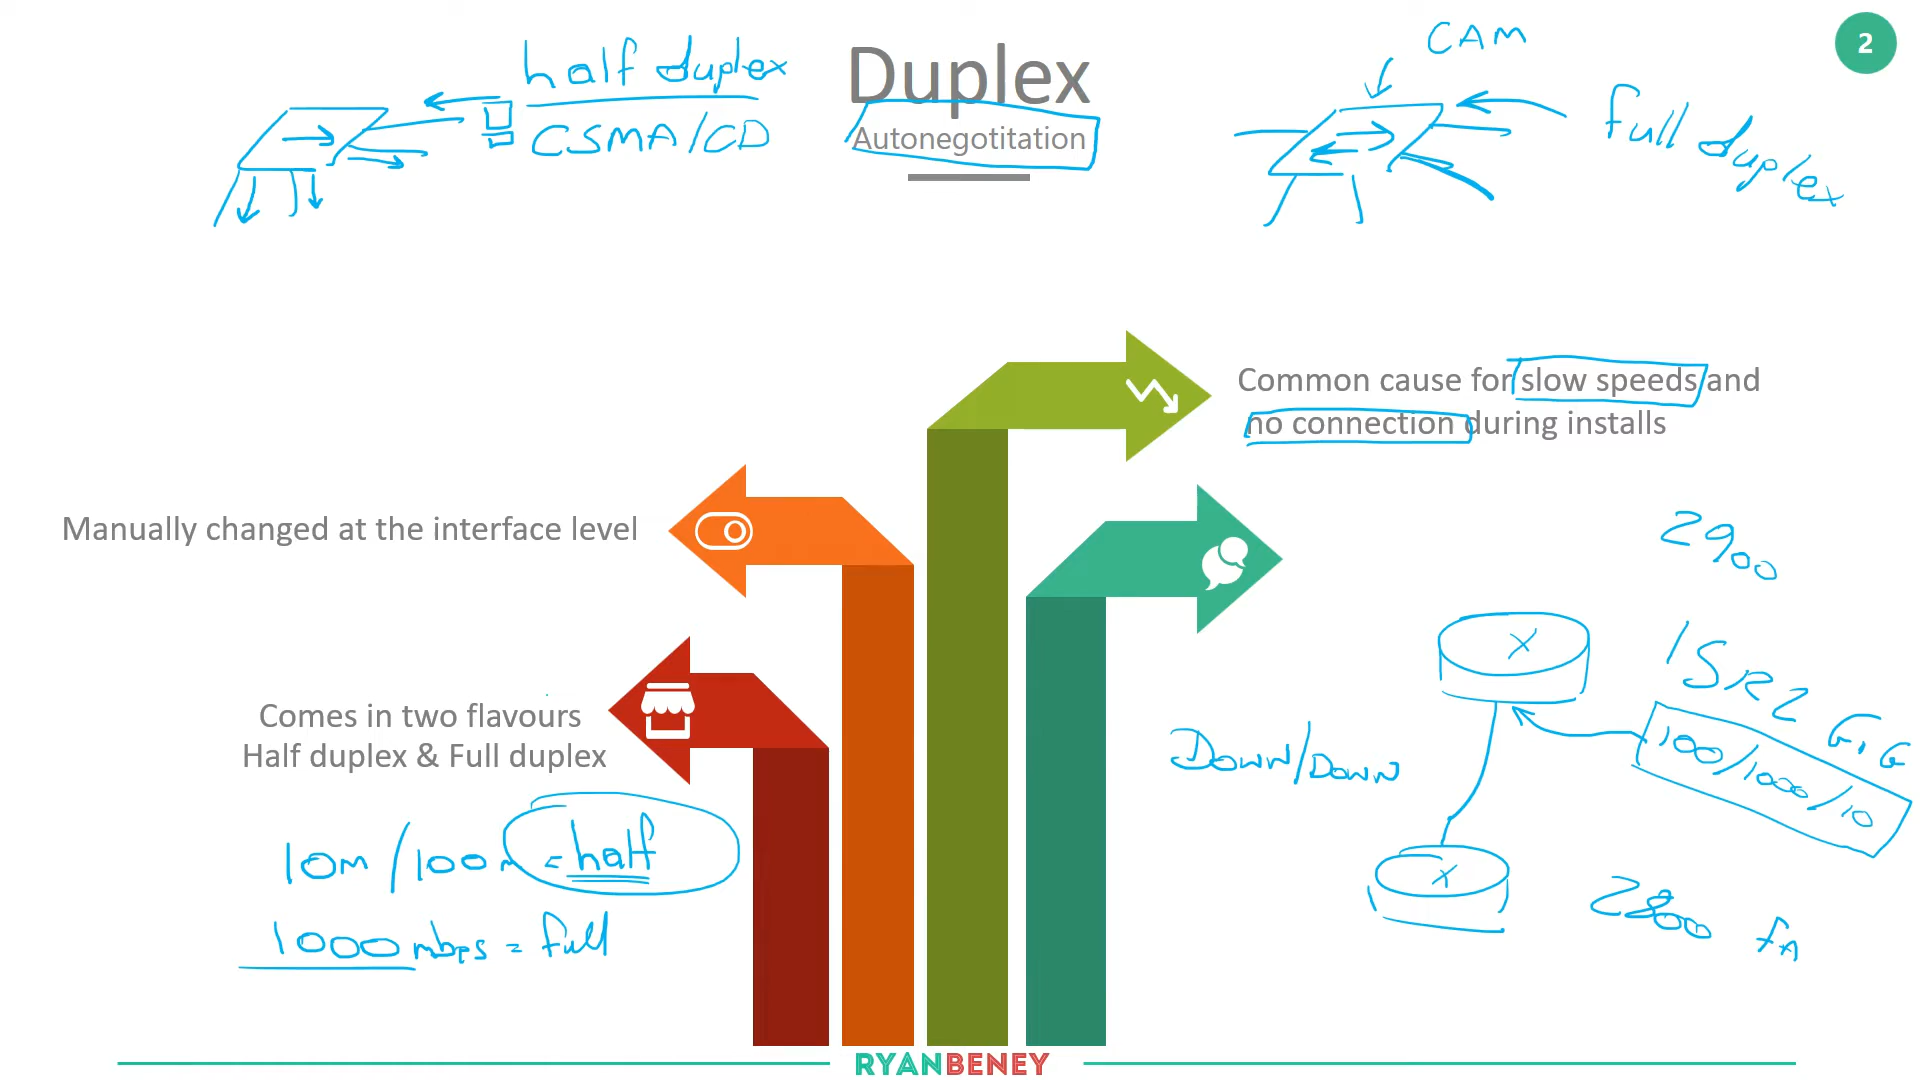 half duplex
CSMA/CD
Duplex
Autonegotitation
CAM
full duplex
2
Common cause for slow speeds and
no connection during installs
Manually changed at the interface level
2900
ISR2 GIG
100/1000/10
Comes in two flavours
Half duplex & Full duplex
Down/Down
10m/100m = half
1000 mbps = full
X
X
2800 fA
RYANBENEY